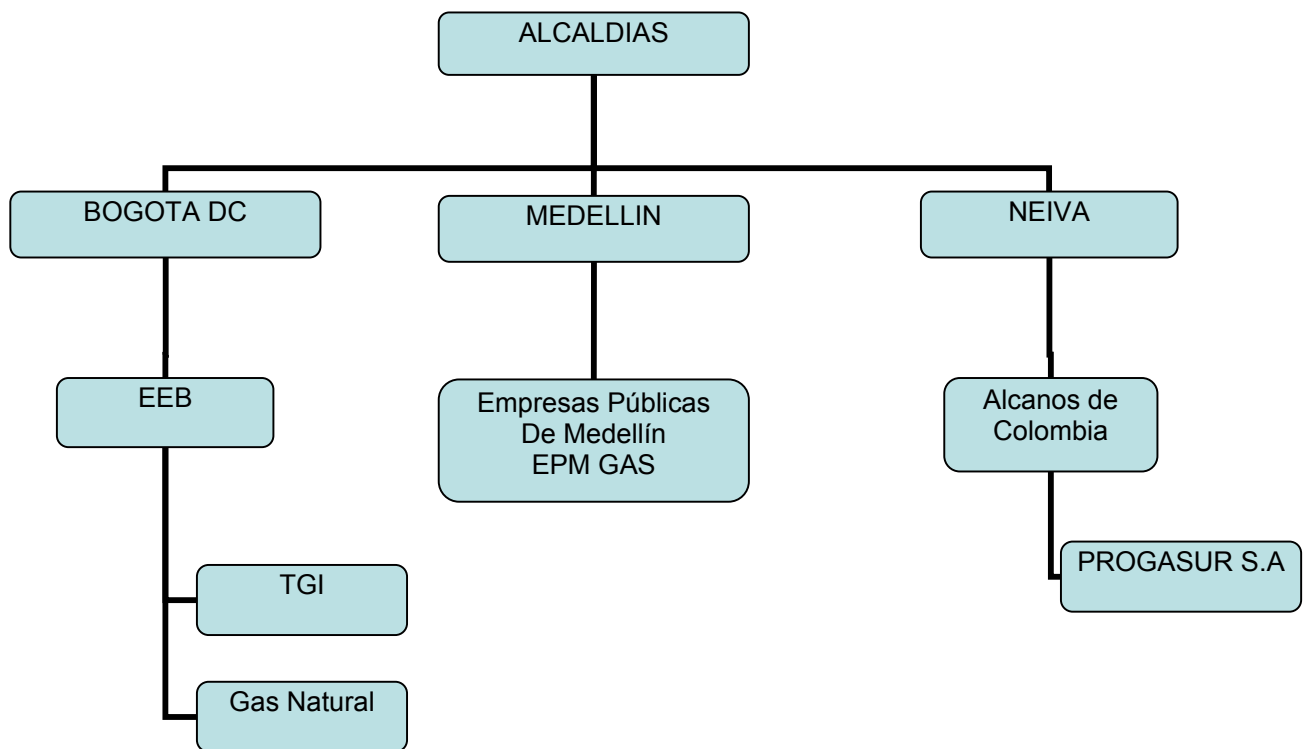 ALCALDIAS
BOGOTA DC
MEDELLIN
NEIVA
EEB
Empresas Públicas
De Medellín
EPM GAS
Alcanos de
Colombia
TGI
PROGASUR S.A
Gas Natural